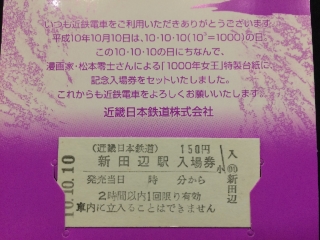 いつも近鉄電車をご利用いただきありがとうございます。
平成10年10月10日は、10・10・10(10³=1000)の日。
この10・10・10の日にちなんで、
漫画家・松本零士さんによる「1000年女王」特製台紙に、
記念入場券をセットいたしました。
これからも近鉄電車をよろしくお願いいたします。
近畿日本鉄道株式会社
10.10.10
(近畿日本鉄道) 150円
新田辺駅 入場券
発売当日 時 分から
2時間以内1回限り有効
車内に立入ることはできません
小
入
新田辺